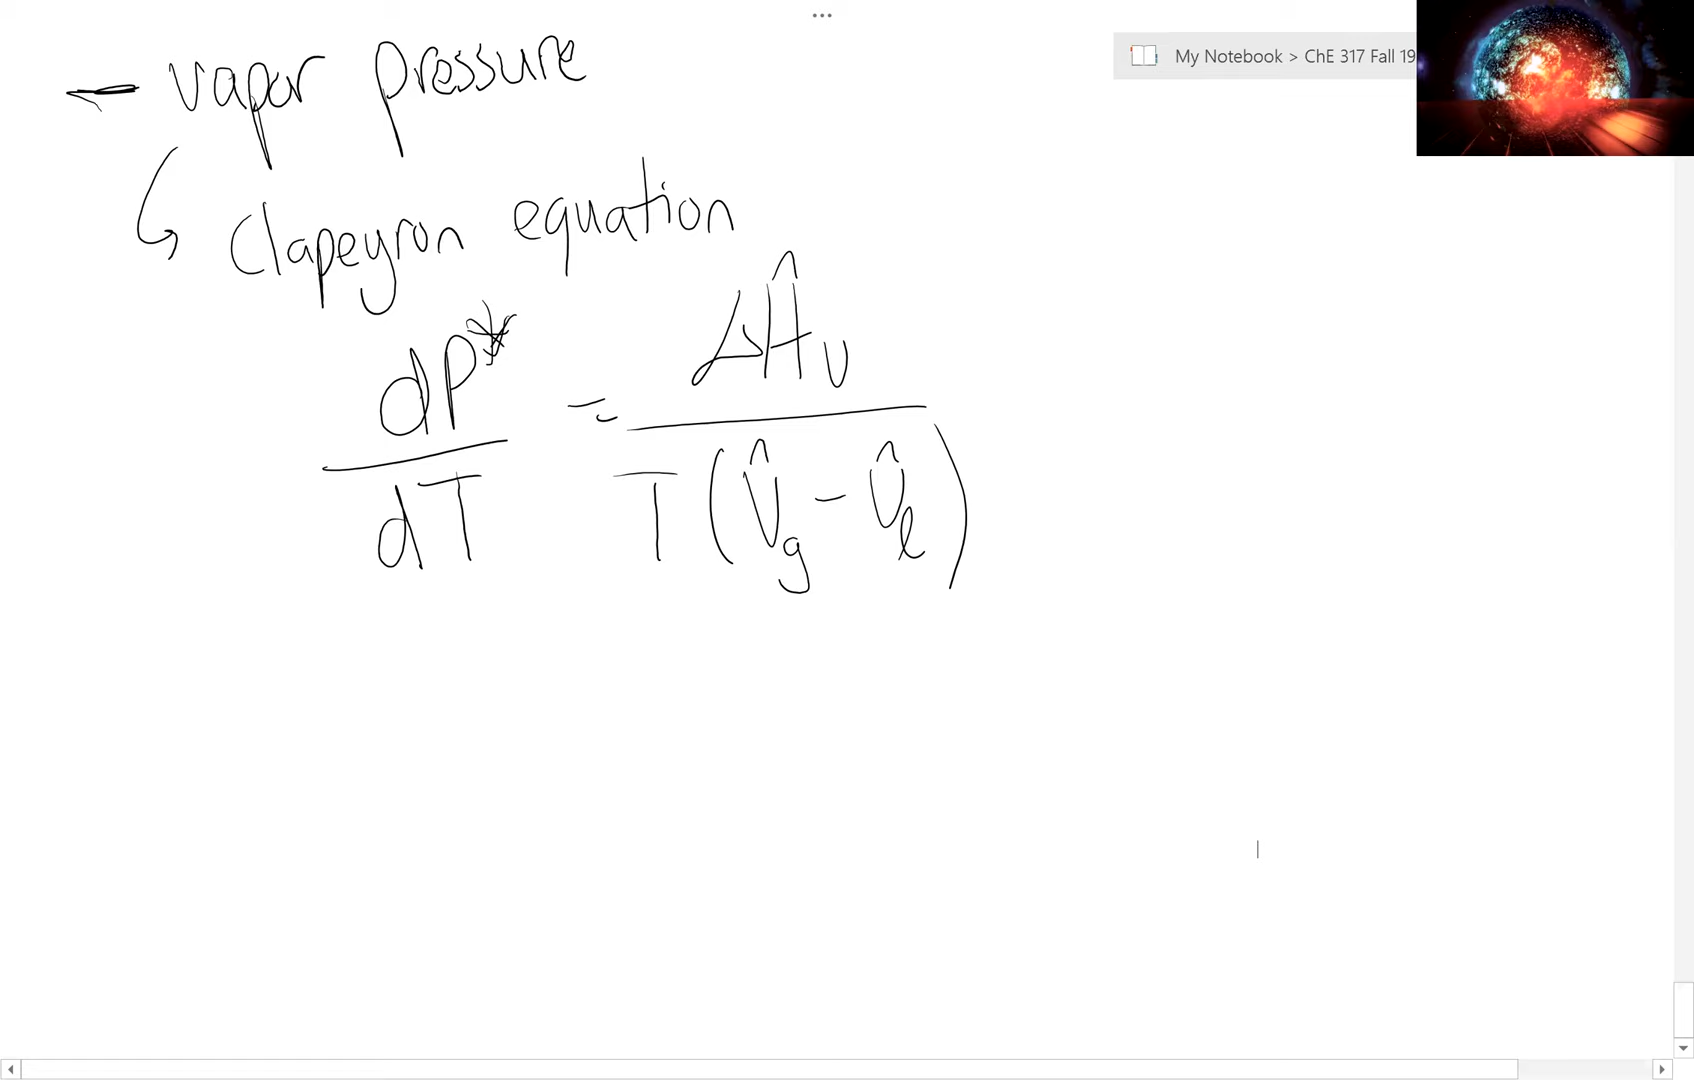 ...
- vapor pressure
My Notebook > ChE 317 Fall 19
Clapeyron equation
dP*/dT = ΔĤv / T(V̂g - V̂l)